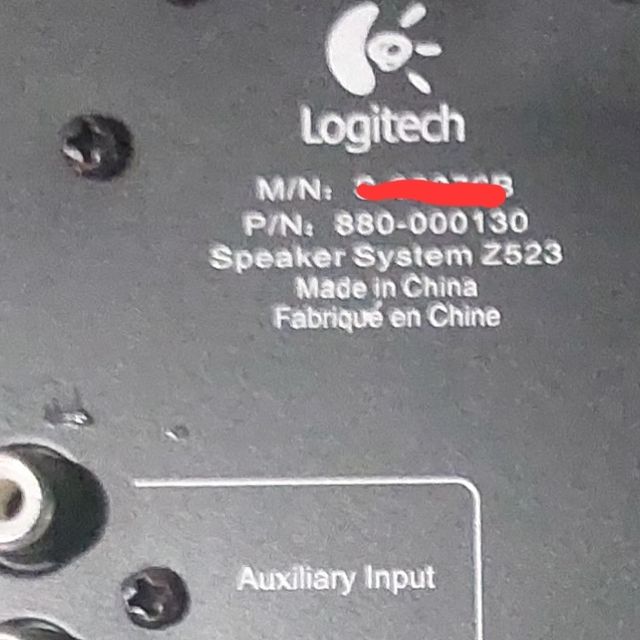 Logitech
M/N:
P/N: 880-000130
Speaker System Z523
Made in China
Fabriqué en Chine
Auxiliary Input